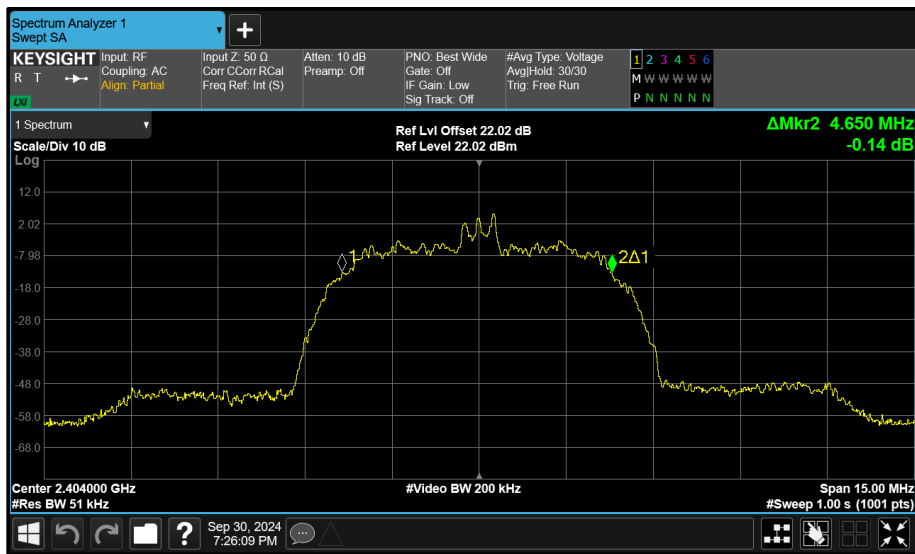 Spectrum Analyzer 1
Swept SA
+
KEYSIGHT Input: RF Input Z: 50 Ω Atten: 10 dB PNO: Best Wide #Avg Type: Voltage 1 2 3 4 5 6
R T Coupling: AC Corr CCorr RCal Preamp: Off Gate: Off Avg|Hold: 30/30 M W W W W W
Align: Partial Freq Ref: Int (S) IF Gain: Low Trig: Free Run
LXI Sig Track: Off P N N N N N
1 Spectrum
Ref Lvl Offset 22.02 dB ΔMkr2 4.650 MHz
Scale/Div 10 dB Ref Level 22.02 dBm -0.14 dB
Log
12.0
2.02
-7.98
1 2Δ1
-18.0
-28.0
-38.0
-48.0
-58.0
-68.0
Center 2.404000 GHz #Video BW 200 kHz Span 15.00 MHz
#Res BW 51 kHz #Sweep 1.00 s (1001 pts)
? Sep 30, 2024
7:26:09 PM